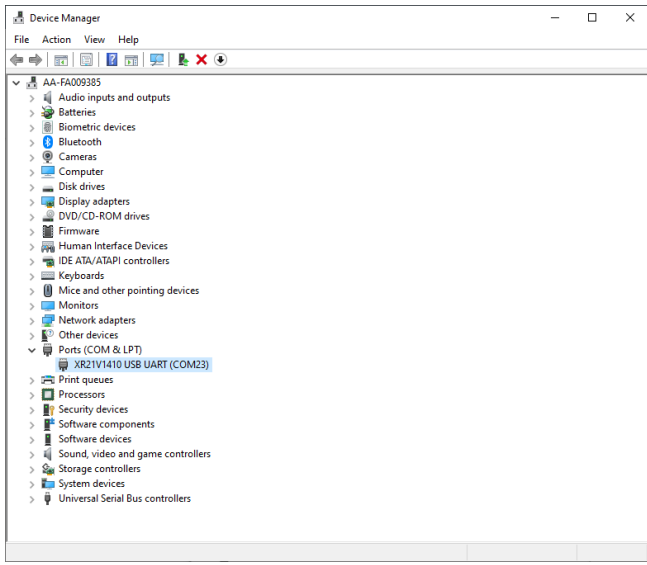 Device Manager
File Action View Help
AA-FA009385
Audio inputs and outputs
Batteries
Biometric devices
Bluetooth
Cameras
Computer
Disk drives
Display adapters
DVD/CD-ROM drives
Firmware
Human Interface Devices
IDE ATA/ATAPI controllers
Keyboards
Mice and other pointing devices
Monitors
Network adapters
Other devices
Ports (COM & LPT)
XR21V1410 USB UART (COM23)
Print queues
Processors
Security devices
Software components
Software devices
Sound, video and game controllers
Storage controllers
System devices
Universal Serial Bus controllers